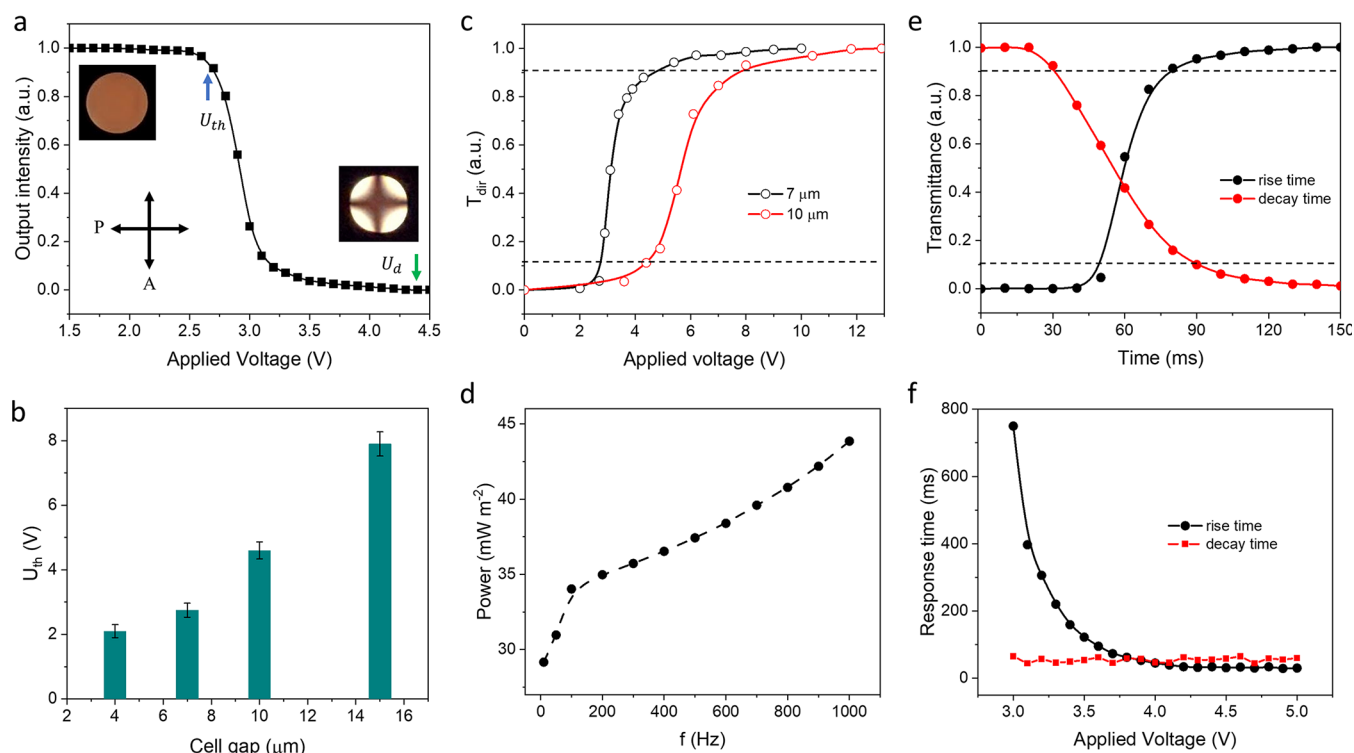 a
Output intensity (a.u.)
1.0
0.8
0.6
0.4
0.2
0.0
U_th
P
A
U_d
1.5 2.0 2.5 3.0 3.5 4.0 4.5
Applied Voltage (V)
b
U_th (V)
8
6
4
2
0
2 4 6 8 10 12 14 16
Cell gap (μm)
c
T_dir (a.u.)
1.0
0.8
0.6
0.4
0.2
0.0
7 μm
10 μm
0 2 4 6 8 10 12
Applied voltage (V)
d
Power (mW m⁻²)
45
40
35
30
0 200 400 600 800 1000
f (Hz)
e
Transmittance (a.u.)
1.0
0.8
0.6
0.4
0.2
0.0
rise time
decay time
0 30 60 90 120 150
Time (ms)
f
Response time (ms)
800
600
400
200
0
rise time
decay time
3.0 3.5 4.0 4.5 5.0
Applied Voltage (V)